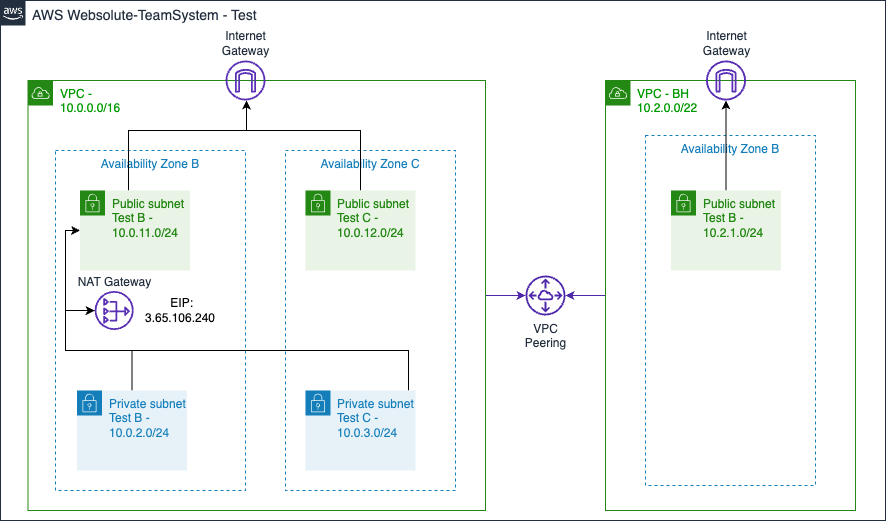 aws
AWS Websolute-TeamSystem - Test
Internet
Gateway
Internet
Gateway
VPC -
10.0.0.0/16
VPC - BH
10.2.0.0/22
Availability Zone B
Availability Zone C
Availability Zone B
Public subnet
Test B -
10.0.11.0/24
Public subnet
Test C -
10.0.12.0/24
Public subnet
Test B -
10.2.1.0/24
NAT Gateway
EIP:
3.65.106.240
VPC
Peering
Private subnet
Test B -
10.0.2.0/24
Private subnet
Test C -
10.0.3.0/24